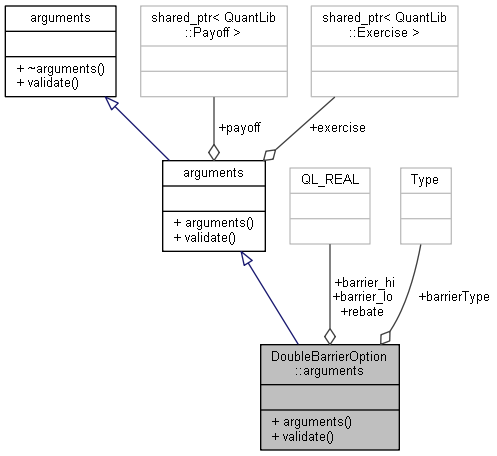 arguments
+ ~arguments()
+ validate()
shared_ptr< QuantLib
::Payoff >
shared_ptr< QuantLib
::Exercise >
+payoff
+exercise
arguments
+ arguments()
+ validate()
QL_REAL
Type
+barrier_hi
+barrier_lo
+rebate
+barrierType
DoubleBarrierOption
::arguments
+ arguments()
+ validate()